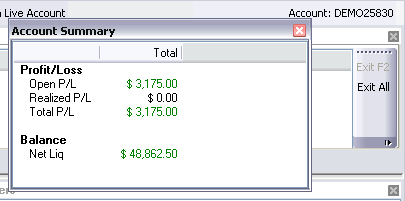 Live Account
Account: DEMO25830
Account Summary
Total
Profit/Loss
Open P/L $ 3,175.00
Realized P/L $ 0.00
Total P/L $ 3,175.00
Balance
Net Liq $ 48,862.50
Exit F2
Exit All